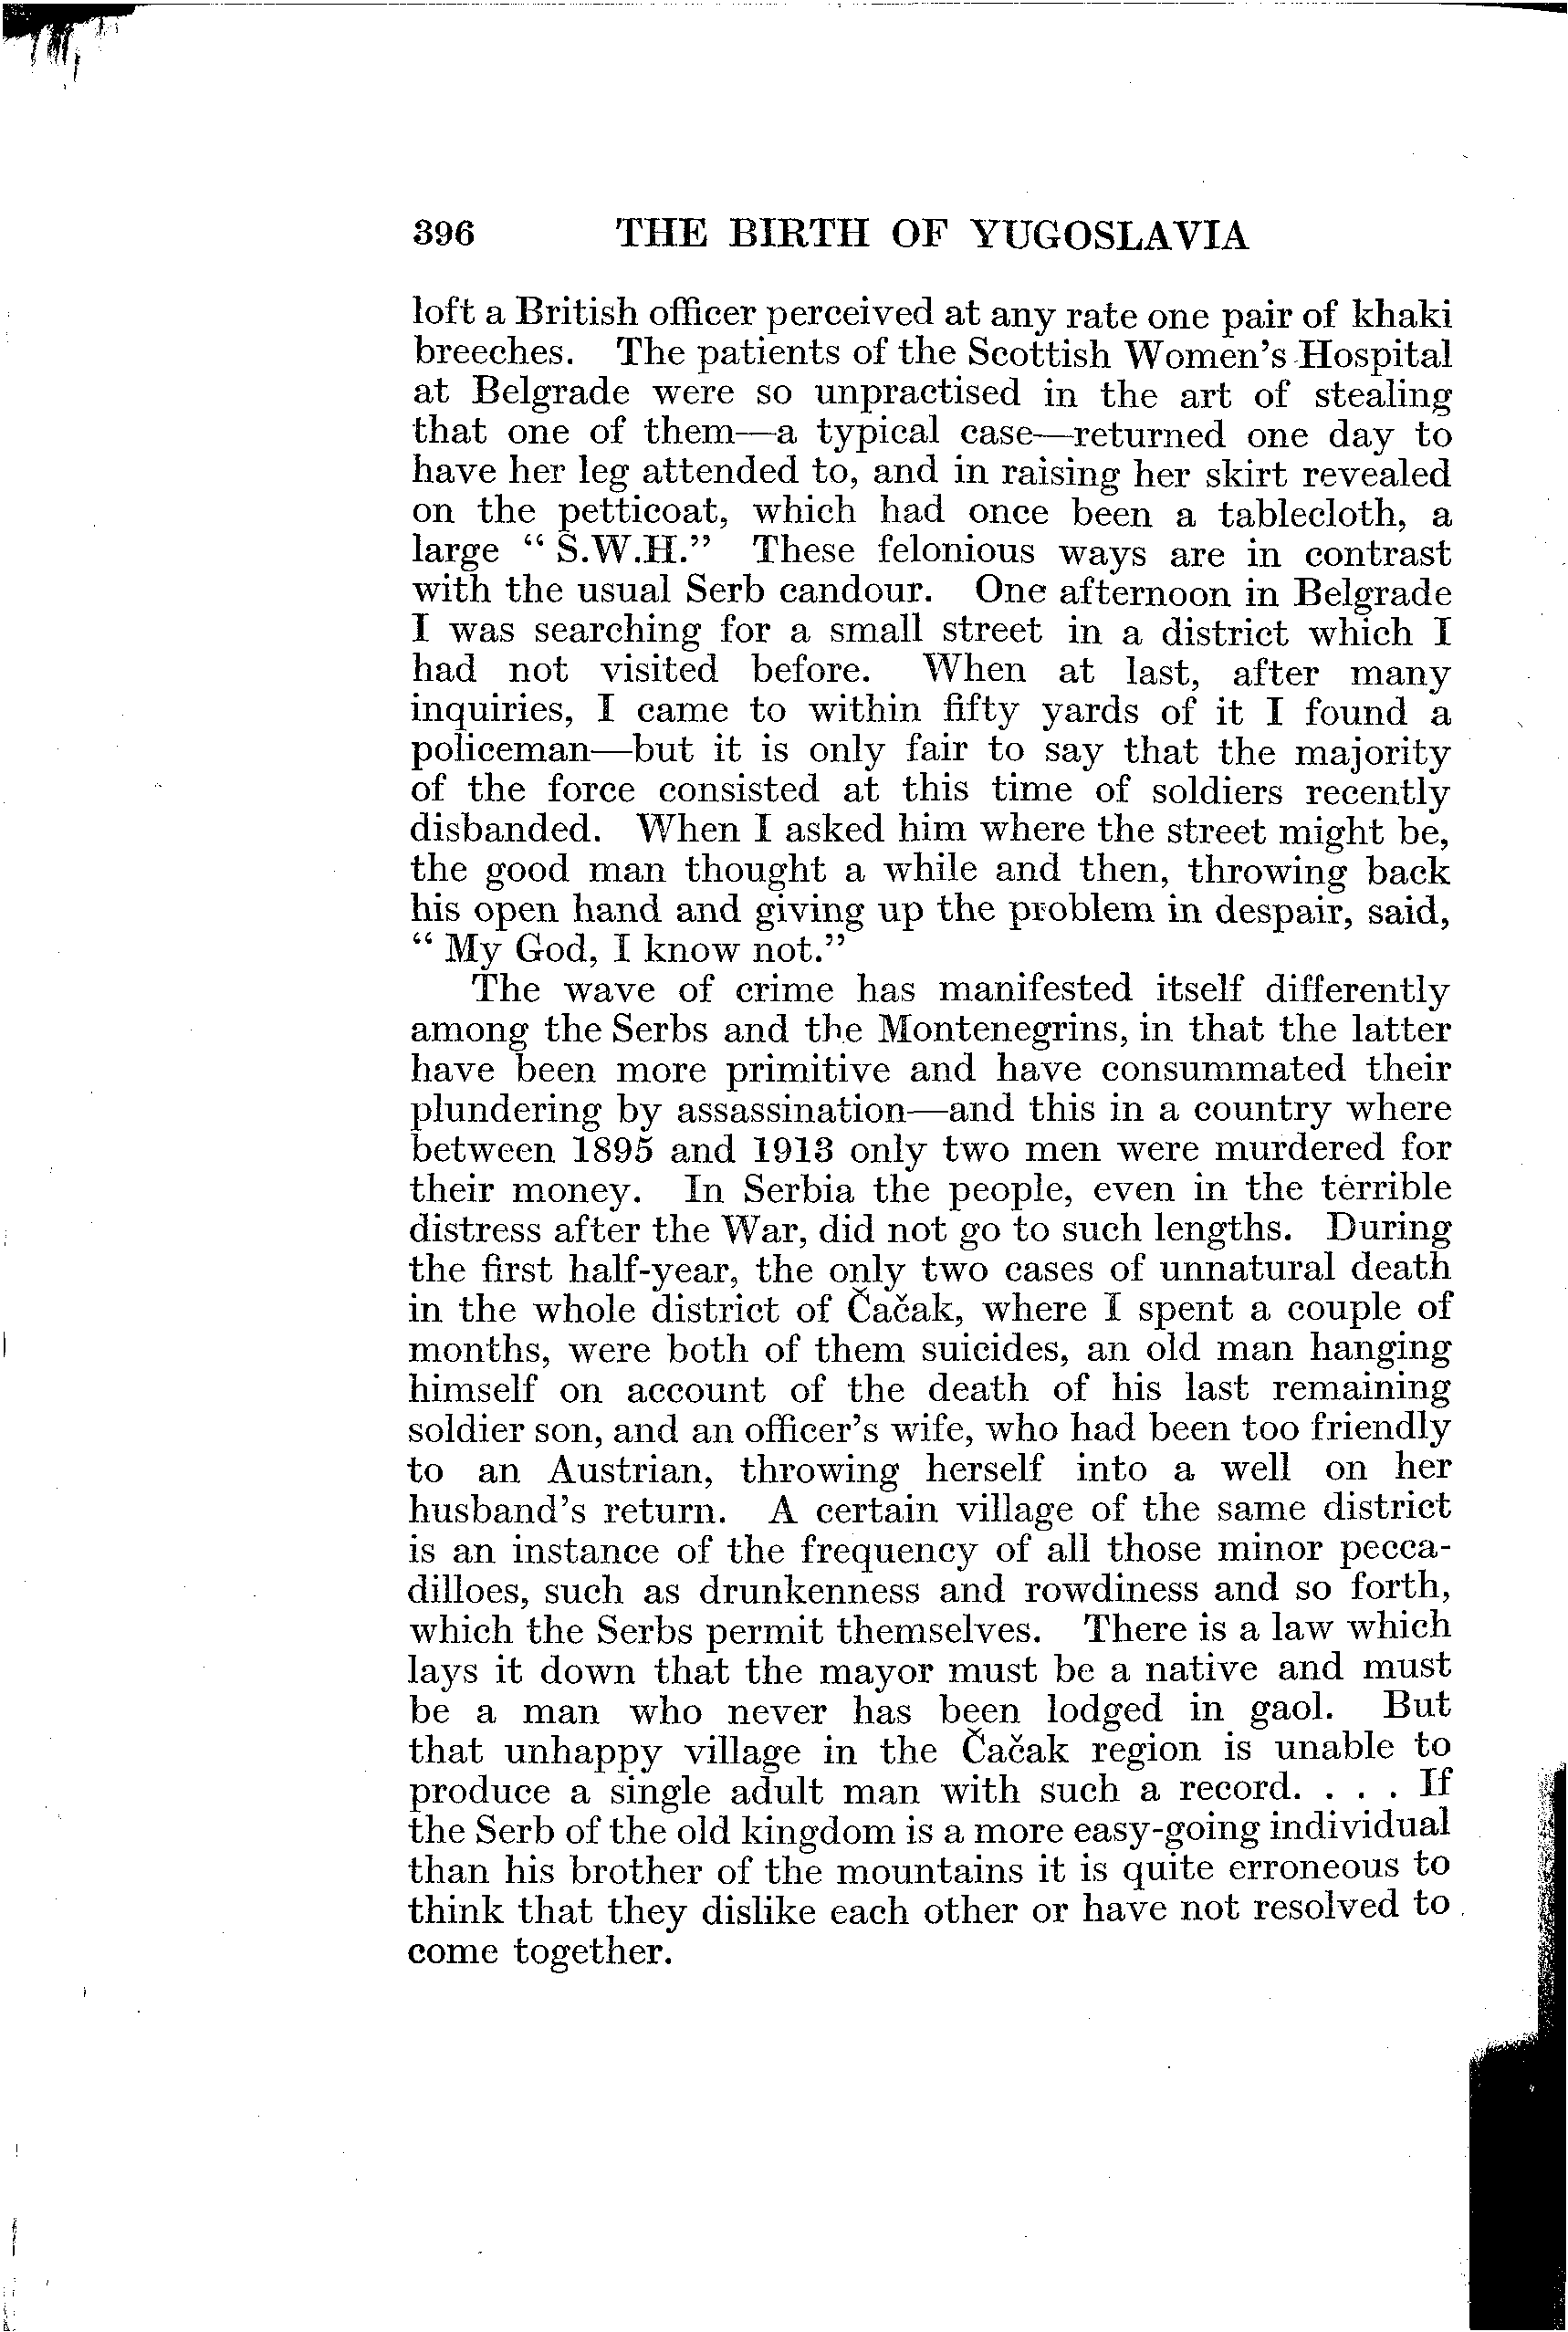 396 THE BIRTH OF YUGOSLAVIA
loft a British officer perceived at any rate one pair of khaki
breeches. The patients of the Scottish Women's Hospital
at Belgrade were so unpractised in the art of stealing
that one of them—a typical case—returned one day to
have her leg attended to, and in raising her skirt revealed
on the petticoat, which had once been a tablecloth, a
large “ S.W.H.” These felonious ways are in contrast
with the usual Serb candour. One afternoon in Belgrade
I was searching for a small street in a district which I
had not visited before. When at last, after many
inquiries, I came to within fifty yards of it I found a
policeman—but it is only fair to say that the majority
of the force consisted at this time of soldiers recently
disbanded. When I asked him where the street might be,
the good man thought a while and then, throwing back
his open hand and giving up the problem in despair, said,
“ My God, I know not.”
The wave of crime has manifested itself differently
among the Serbs and the Montenegrins, in that the latter
have been more primitive and have consummated their
plundering by assassination—and this in a country where
between 1895 and 1913 only two men were murdered for
their money. In Serbia the people, even in the terrible
distress after the War, did not go to such lengths. During
the first half-year, the only two cases of unnatural death
in the whole district of Čačak, where I spent a couple of
months, were both of them suicides, an old man hanging
himself on account of the death of his last remaining
soldier son, and an officer's wife, who had been too friendly
to an Austrian, throwing herself into a well on her
husband's return. A certain village of the same district
is an instance of the frequency of all those minor pecca-
dilloes, such as drunkenness and rowdiness and so forth,
which the Serbs permit themselves. There is a law which
lays it down that the mayor must be a native and must
be a man who never has been lodged in gaol. But
that unhappy village in the Čačak region is unable to
produce a single adult man with such a record. . . . If
the Serb of the old kingdom is a more easy-going individual
than his brother of the mountains it is quite erroneous to
think that they dislike each other or have not resolved to
come together.